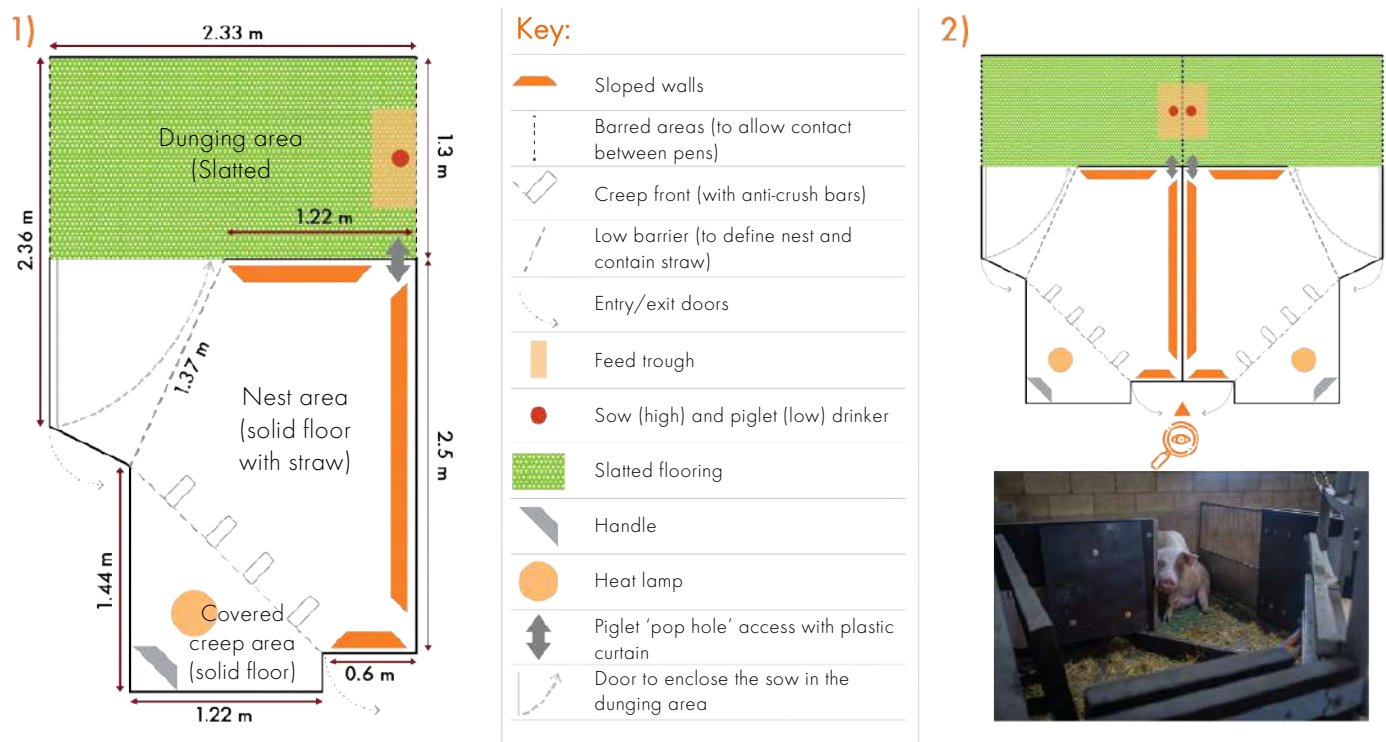 1)
2.33 m
Dunging area
(Slatted
1.3 m
1.22 m
2.36 m
1.37 m
Nest area
(solid floor
with straw)
2.5 m
1.44 m
Covered
creep area
(solid floor)
0.6 m
1.22 m
Key:
Sloped walls
Barred areas (to allow contact
between pens)
Creep front (with anti-crush bars)
Low barrier (to define nest and
contain straw)
Entry/exit doors
Feed trough
Sow (high) and piglet (low) drinker
Slatted flooring
Handle
Heat lamp
Piglet ‘pop hole’ access with plastic
curtain
Door to enclose the sow in the
dunging area
2)